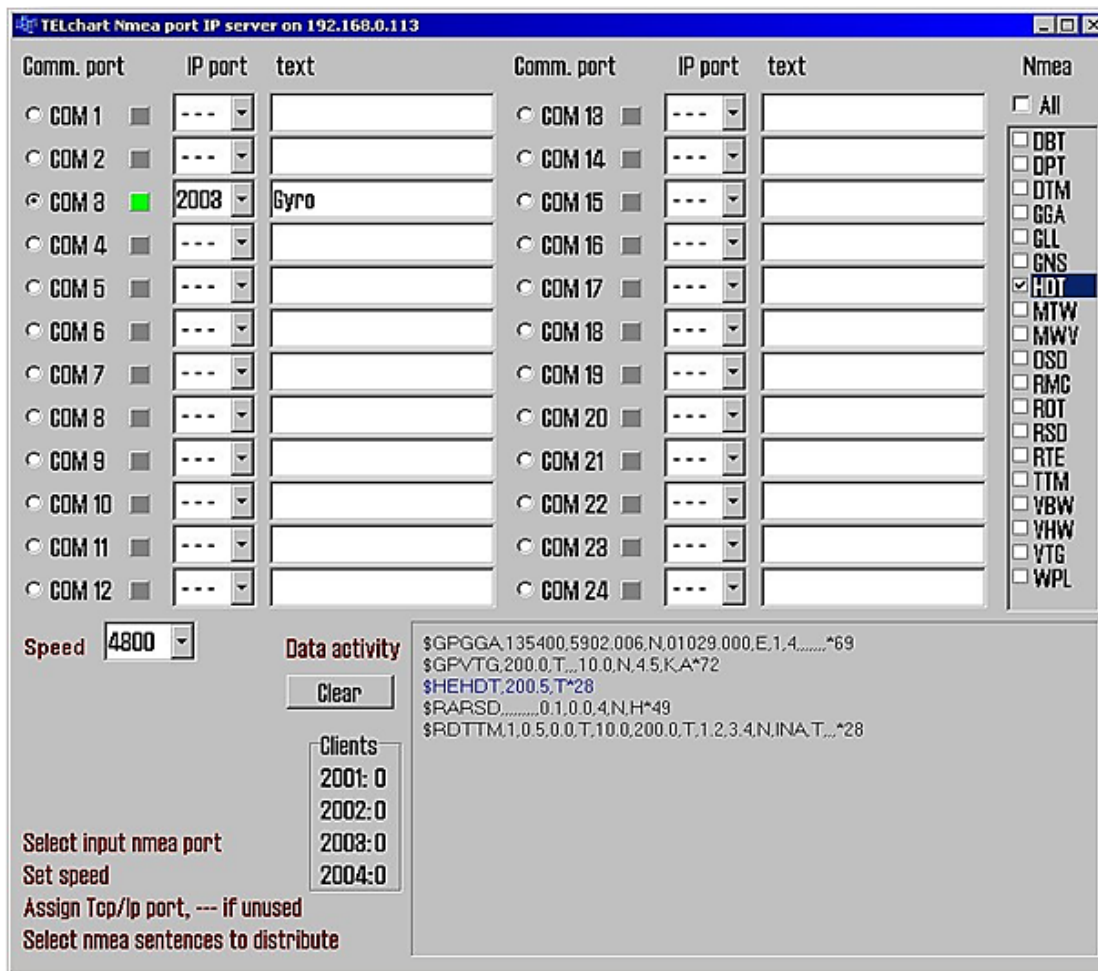 TELchart Nmea port IP server on 192.168.0.113
Comm. port IP port text Comm. port IP port text Nmea
All
COM 1 --- COM 13 --- DBT
COM 2 --- COM 14 --- DPT
COM 3 2003 Gyro COM 15 --- DTM
COM 4 --- COM 16 --- GGA
COM 5 --- COM 17 --- GLL
COM 6 --- COM 18 --- GNS
COM 7 --- COM 19 --- HDT
COM 8 --- COM 20 --- MTW
COM 9 --- COM 21 --- MWV
COM 10 --- COM 22 --- OSD
COM 11 --- COM 23 --- RMC
COM 12 --- COM 24 --- ROT
RSD
RTE
TTM
VBW
VHW
VTG
WPL
Speed 4800
Data activity
Clear
$GPGGA,135400,5902.006,N,01029.000,E,1,4,,,,,,,*69
$GPVTG,200.0,T,,,10.0,N,4.5,K,A*72
$HEHDT,200.5,T*28
$RARSD,,,,,,,,,0.1,0.0,4,N,H*49
$RDTTM,1,0.5,0.0,T,10.0,200.0,T,1.2,3.4,N,INA,T,,,*28
Clients
2001: 0
2002:0
2003:0
2004:0
Select input nmea port
Set speed
Assign Tcp/Ip port, --- if unused
Select nmea sentences to distribute